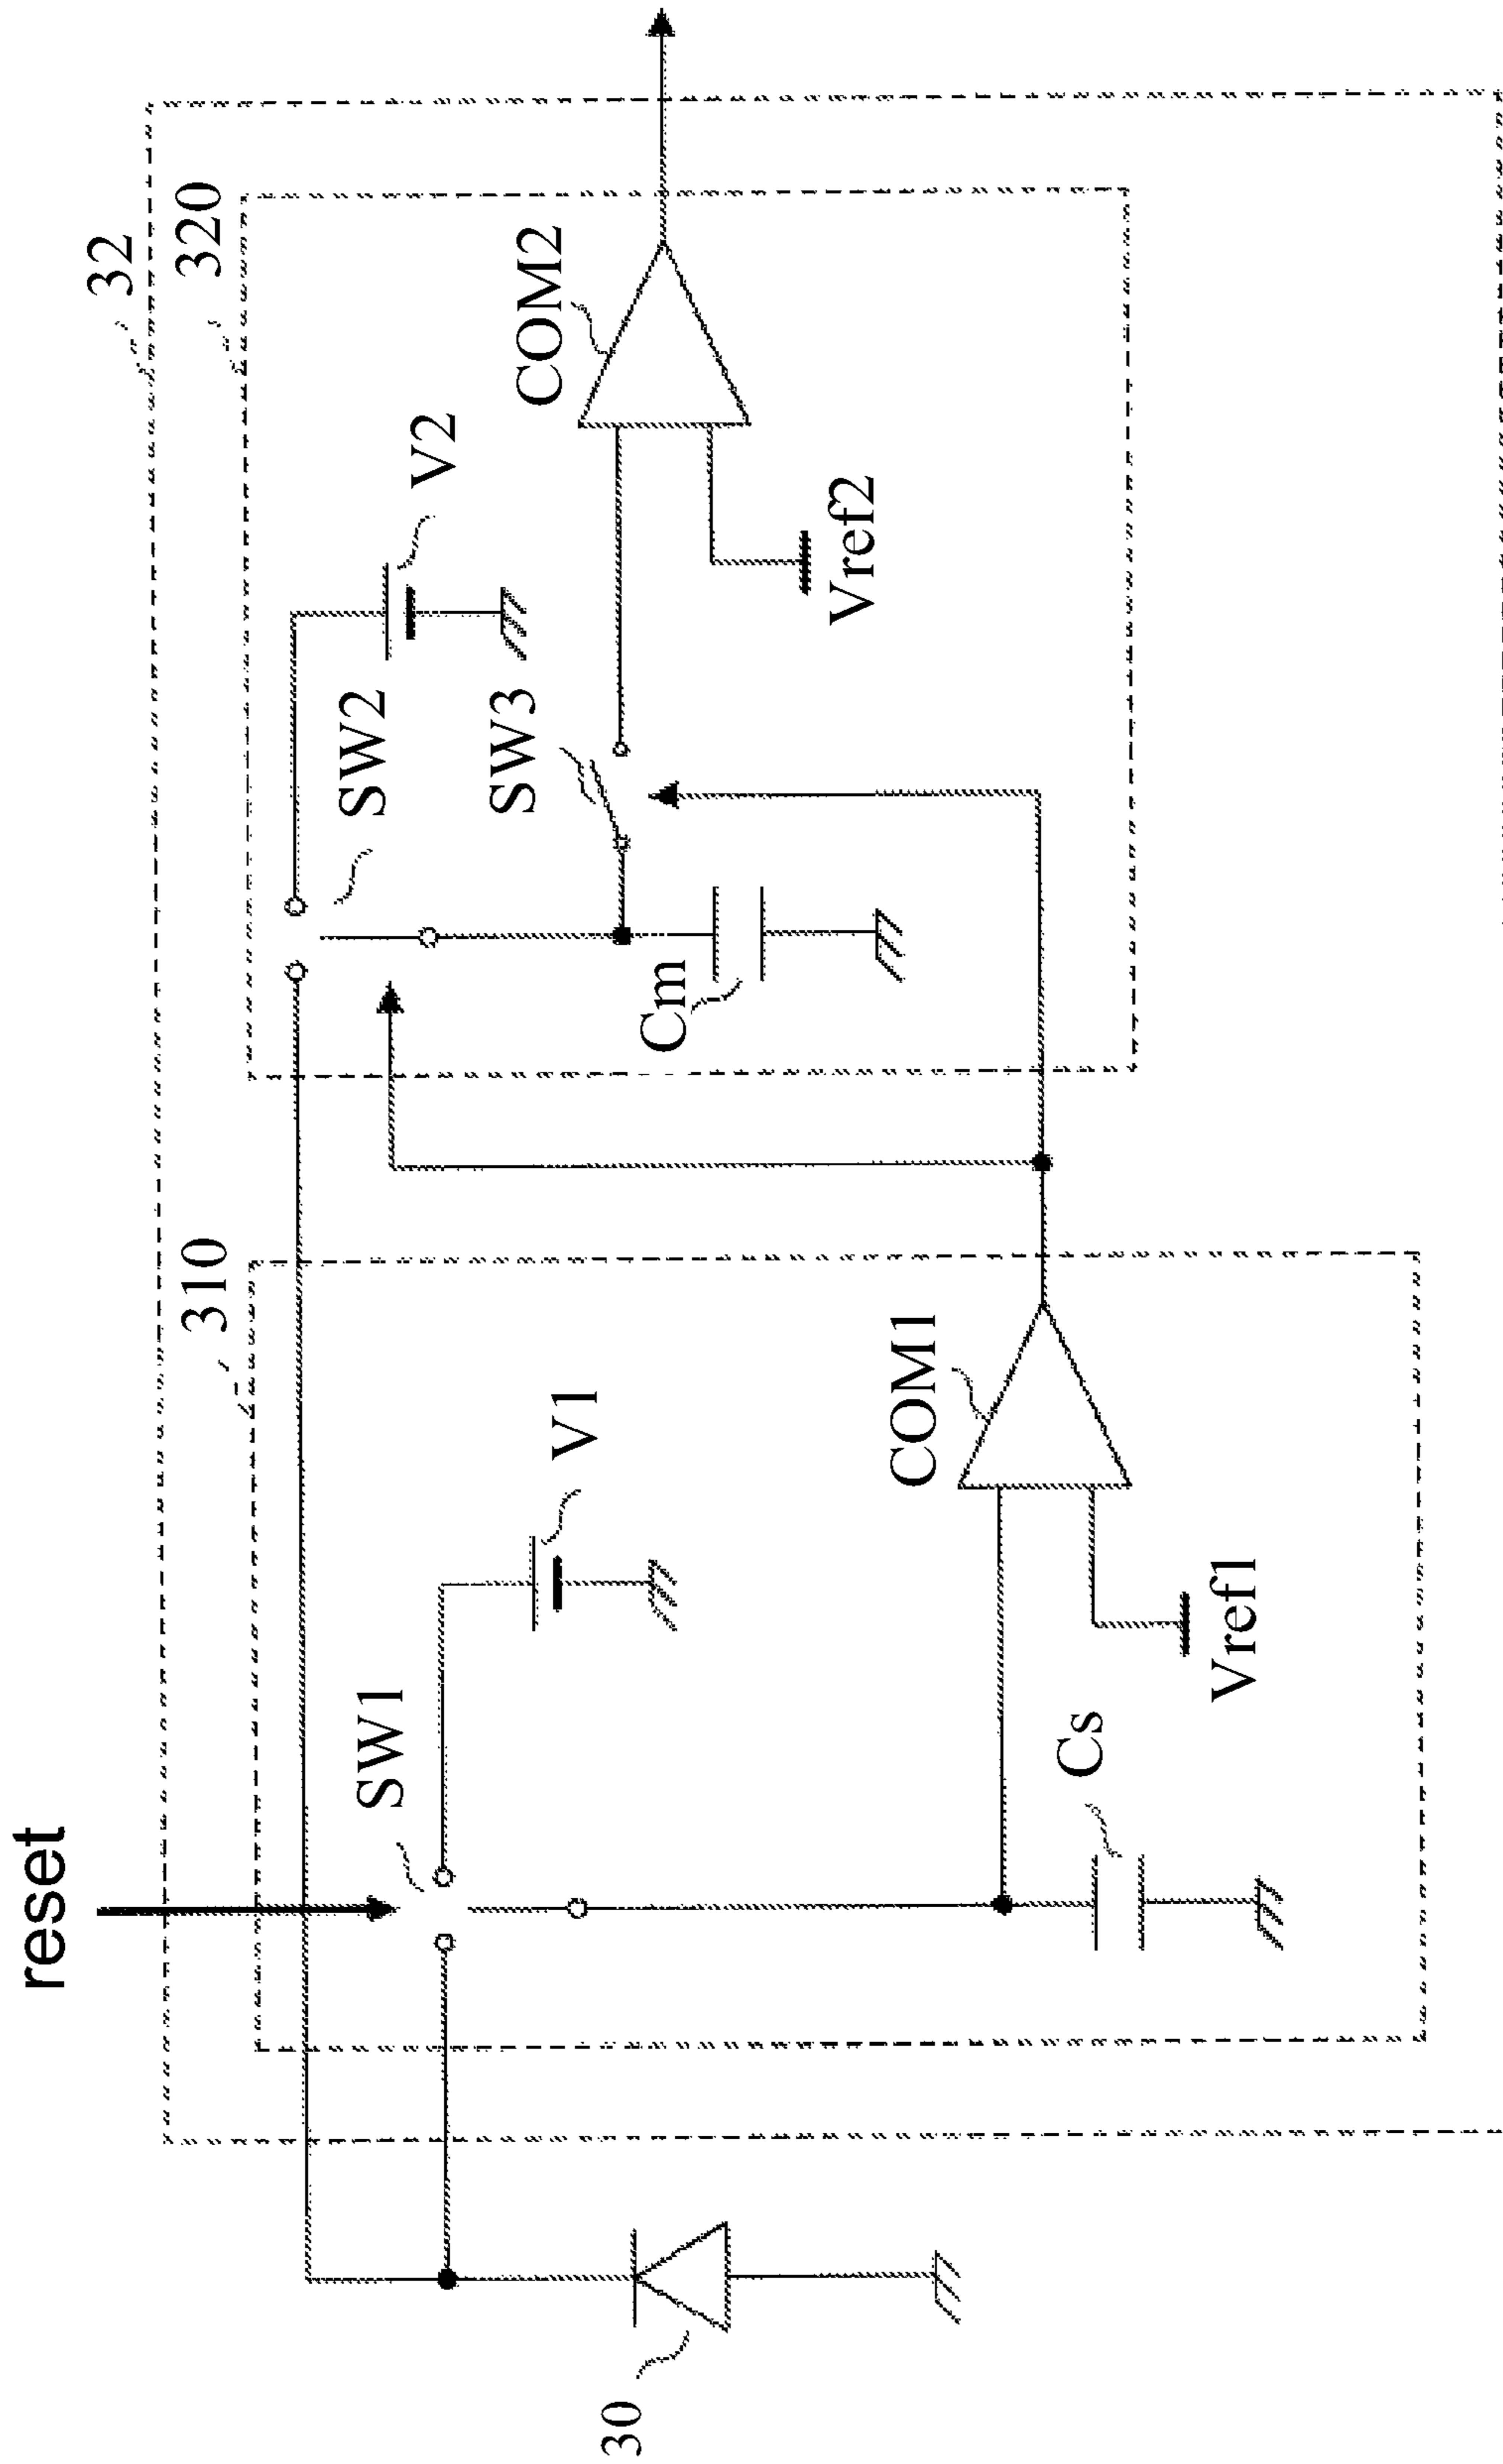 reset
32
310
320
SW1
V1
SW2
V2
SW3
COM2
Cm
Vref2
COM1
Cs
Vref1
30